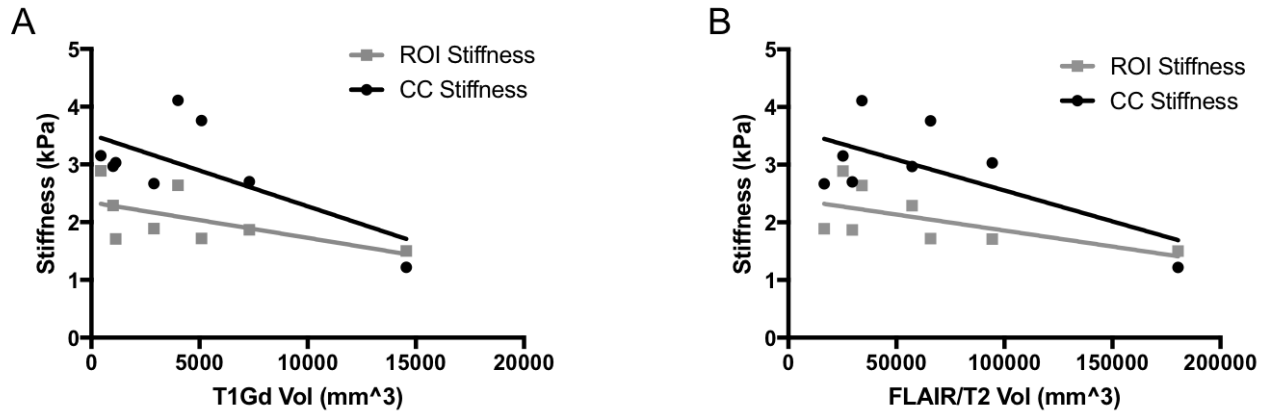 A
5
4
3
2
1
0
Stiffness (kPa)
ROI Stiffness
CC Stiffness
0 5000 10000 15000 20000
T1Gd Vol (mm^3)
B
5
4
3
2
1
0
Stiffness (kPa)
ROI Stiffness
CC Stiffness
0 50000 100000 150000 200000
FLAIR/T2 Vol (mm^3)